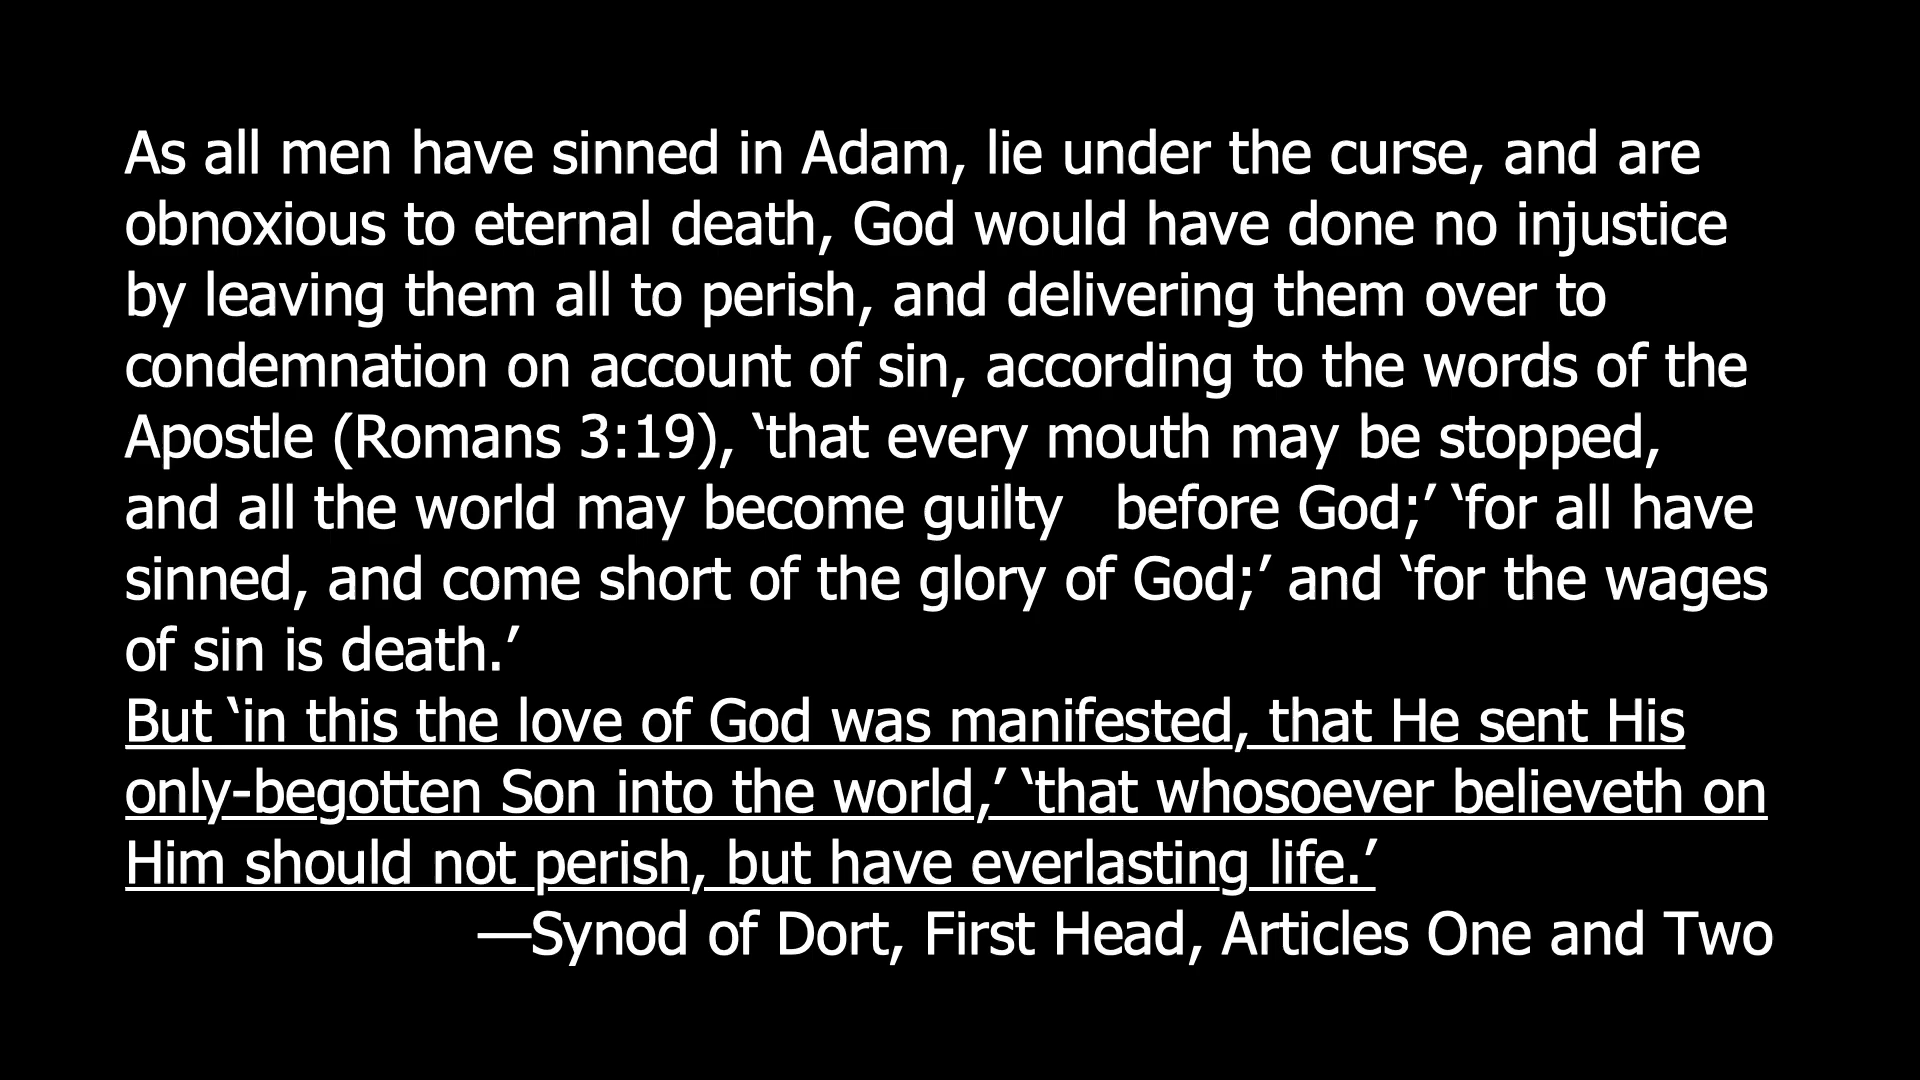 As all men have sinned in Adam, lie under the curse, and are
obnoxious to eternal death, God would have done no injustice
by leaving them all to perish, and delivering them over to
condemnation on account of sin, according to the words of the
Apostle (Romans 3:19), ‘that every mouth may be stopped,
and all the world may become guilty   before God;’ ‘for all have
sinned, and come short of the glory of God;’ and ‘for the wages
of sin is death.’
But ‘in this the love of God was manifested, that He sent His
only-begotten Son into the world,’ ‘that whosoever believeth on
Him should not perish, but have everlasting life.’
—Synod of Dort, First Head, Articles One and Two